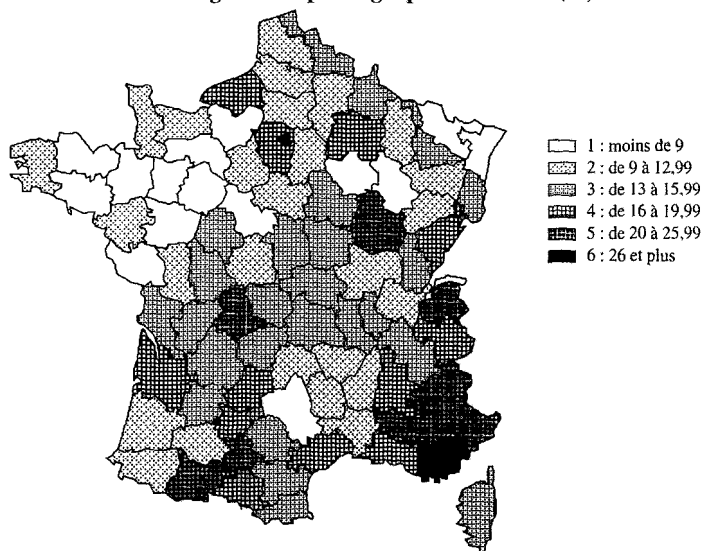 1 : moins de 9
2 : de 9 à 12,99
3 : de 13 à 15,99
4 : de 16 à 19,99
5 : de 20 à 25,99
6 : 26 et plus